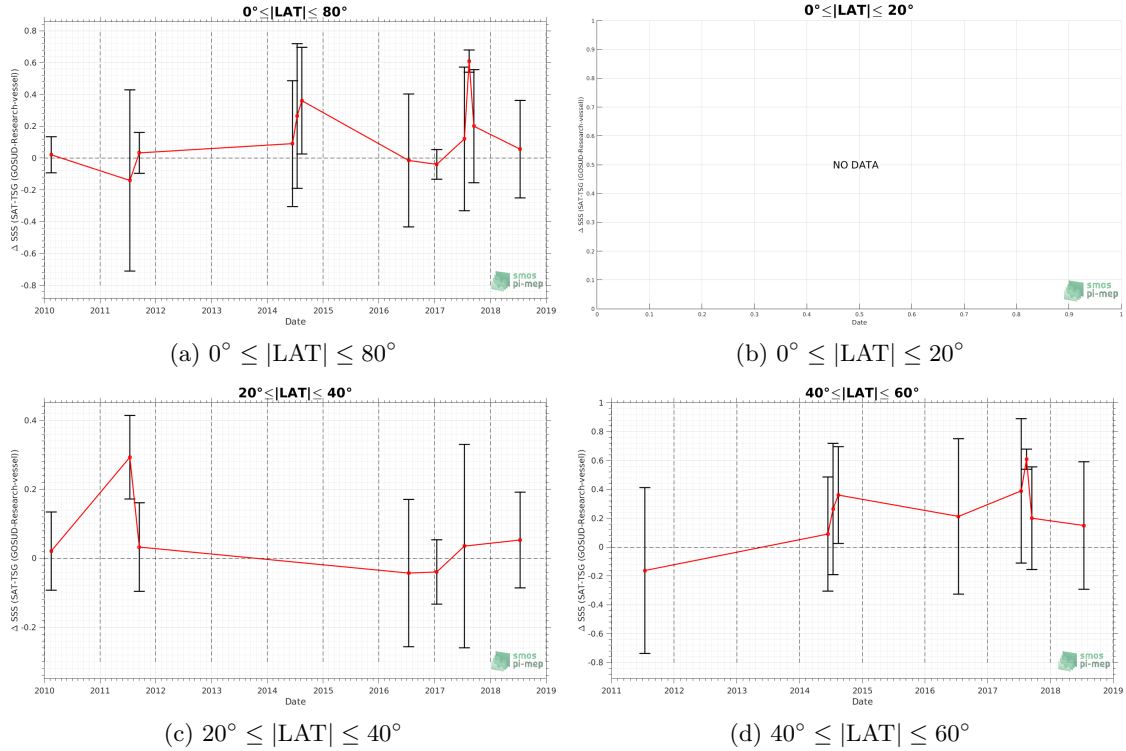 0°≤|LAT|≤ 80°
Δ SSS (SAT-TSG (GOSUD-Research-vessel))
0.8
0.6
0.4
0.2
0
-0.2
-0.4
-0.6
-0.8
2010 2011 2012 2013 2014 2015 2016 2017 2018 2019
Date
smos
pi-mep
(a) 0° ≤ |LAT| ≤ 80°
0°≤|LAT|≤ 20°
Δ SSS (SAT-TSG (GOSUD-Research-vessel))
1
0.9
0.8
0.7
0.6
0.5
0.4
0.3
0.2
0.1
0
NO DATA
0 0.1 0.2 0.3 0.4 0.5 0.6 0.7 0.8 0.9 1
Date
smos
pi-mep
(b) 0° ≤ |LAT| ≤ 20°
20°≤|LAT|≤ 40°
Δ SSS (SAT-TSG (GOSUD-Research-vessel))
0.4
0.2
0
-0.2
2010 2011 2012 2013 2014 2015 2016 2017 2018 2019
Date
smos
pi-mep
(c) 20° ≤ |LAT| ≤ 40°
40°≤|LAT|≤ 60°
Δ SSS (SAT-TSG (GOSUD-Research-vessel))
1
0.8
0.6
0.4
0.2
0
-0.2
-0.4
-0.6
-0.8
2011 2012 2013 2014 2015 2016 2017 2018 2019
Date
smos
pi-mep
(d) 40° ≤ |LAT| ≤ 60°